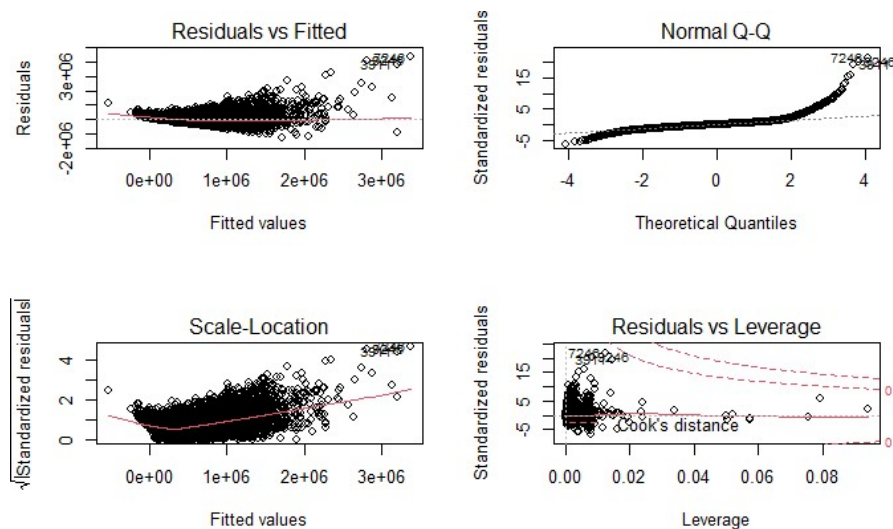 Residuals vs Fitted
Residuals
3e+06
-2e+06
7246
0e+00 1e+06 2e+06 3e+06
Fitted values
Normal Q-Q
Standardized residuals
15
5
-5
7246
-4 -2 0 2 4
Theoretical Quantiles
Scale-Location
√|Standardized residuals|
4
2
0
0e+00 1e+06 2e+06 3e+06
Fitted values
Residuals vs Leverage
Standardized residuals
15
5
-5
7246
Cook's distance
0.00 0.02 0.04 0.06 0.08
Leverage